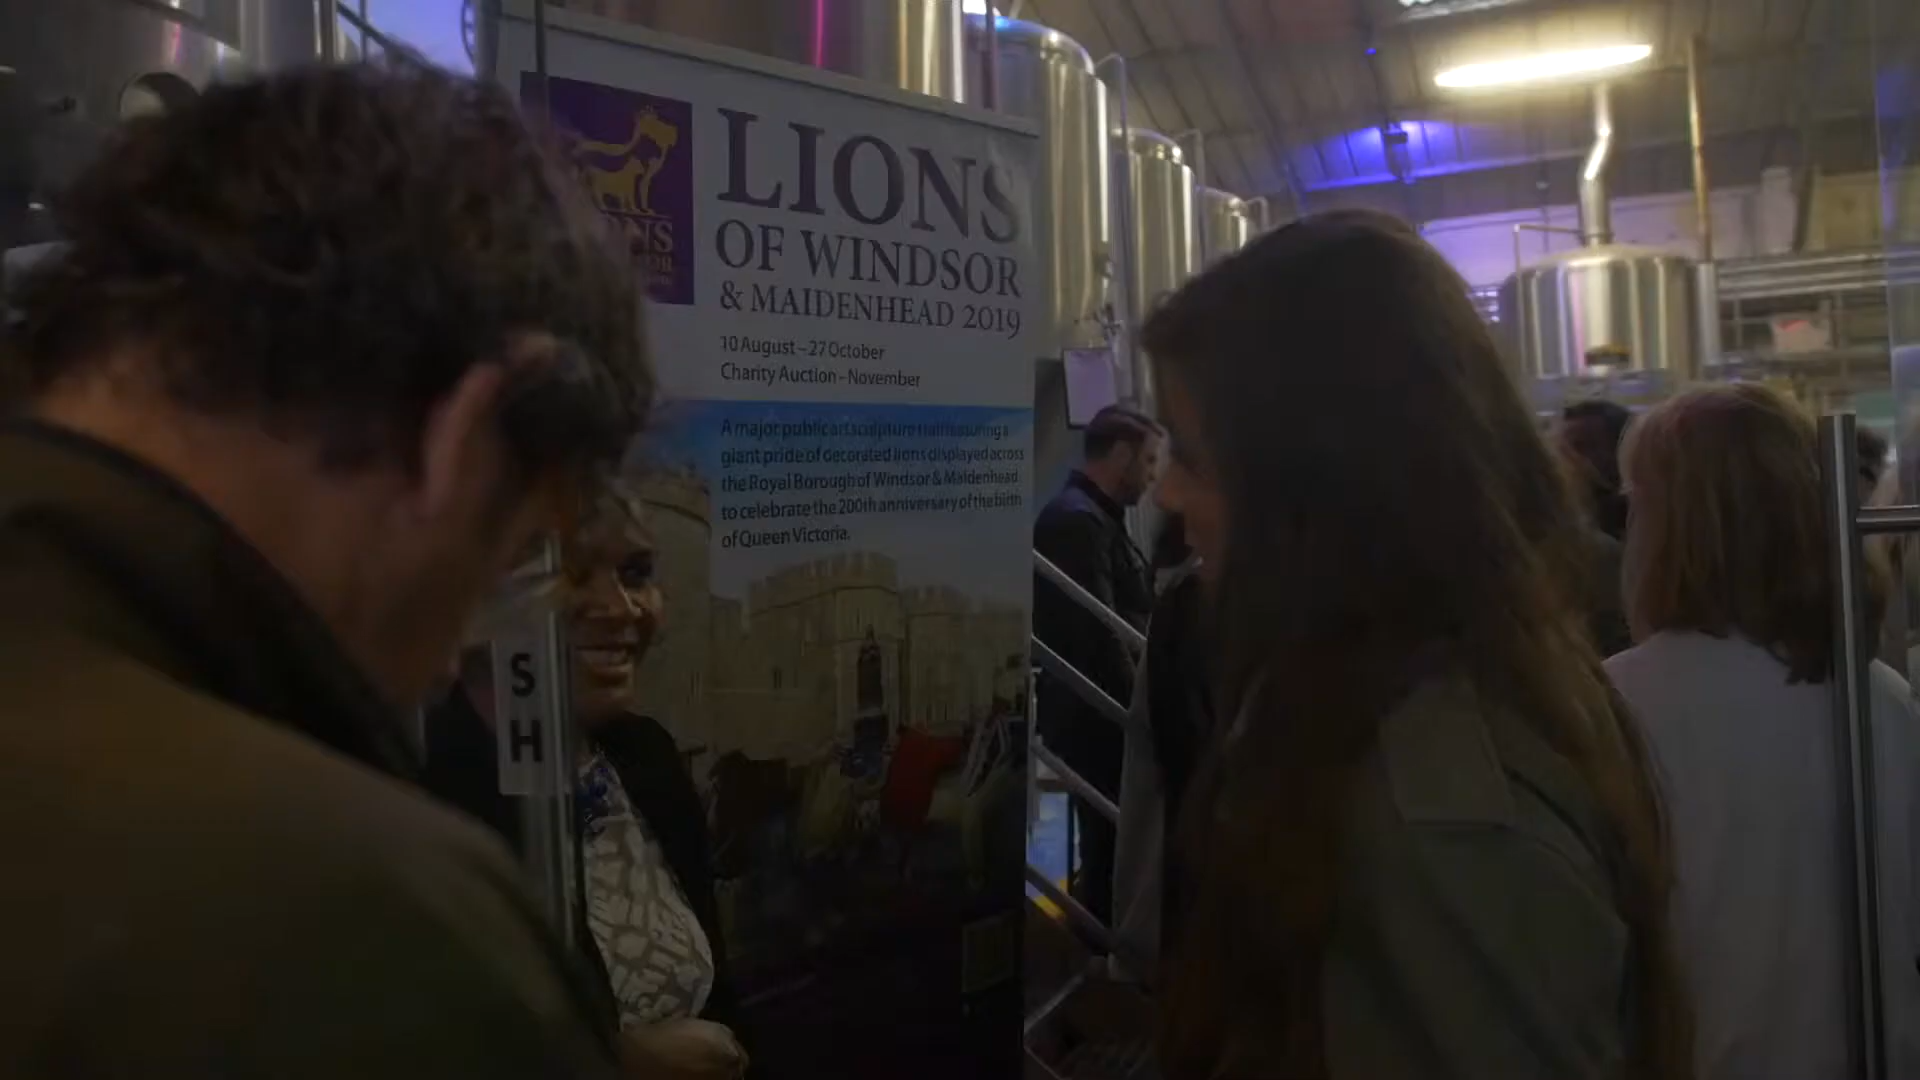 LIONS
OF WINDSOR
& MAIDENHEAD 2019
10 August – 27 October
Charity Auction - November
A major public art sculpture trail featuring a
giant pride of decorated lions displayed across
the Royal Borough of Windsor & Maidenhead
to celebrate the 200th anniversary of the birth
of Queen Victoria.
S
H